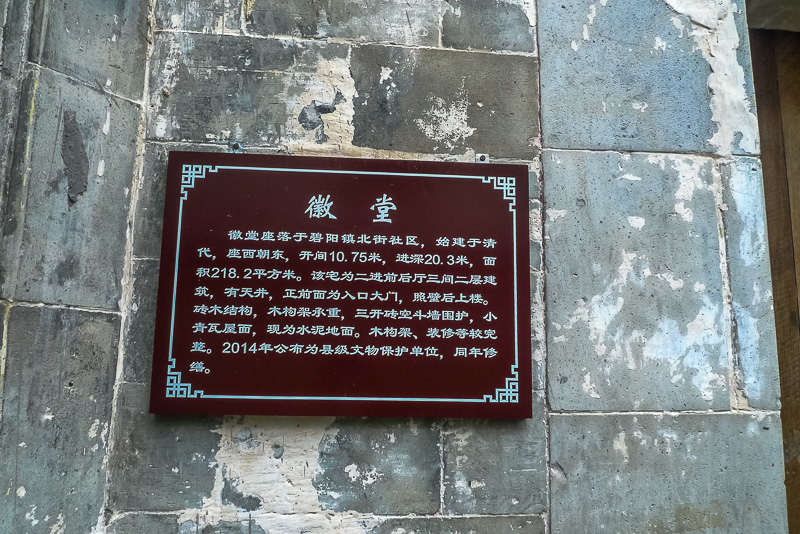 徽堂
徽堂座落于碧阳镇北街社区，始建于清
代，座西朝东，开间10.75米，进深20.3米，面
积218.2平方米。该宅为二进前后厅三间二层建
筑，有天井，正前面为入口大门，照壁后上楼。
砖木结构，木构架承重，三开砖空斗墙围护，小
青瓦屋面，现为水泥地面。木构架、装修等较完
整。2014年公布为县级文物保护单位，同年修
缮。